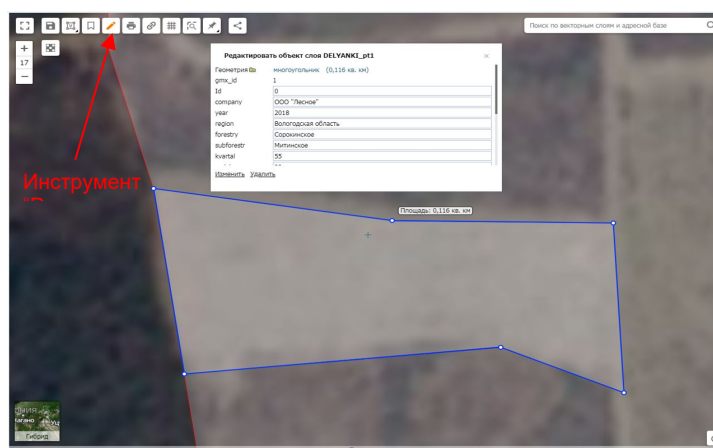 Поиск по векторным слоям и адресной базе
+
17
−
Редактировать объект слоя DELYANKI_pt1
×
Геометрия многоугольник (0,116 кв. км)
gmx_id 1
Id 0
company ООО "Лесное"
year 2018
region Вологодская область
forestry Сорокинское
subforestr Митинское
kvartal 55
Изменить Удалить
Инструмент
Площадь: 0,116 кв. км
Гибрид